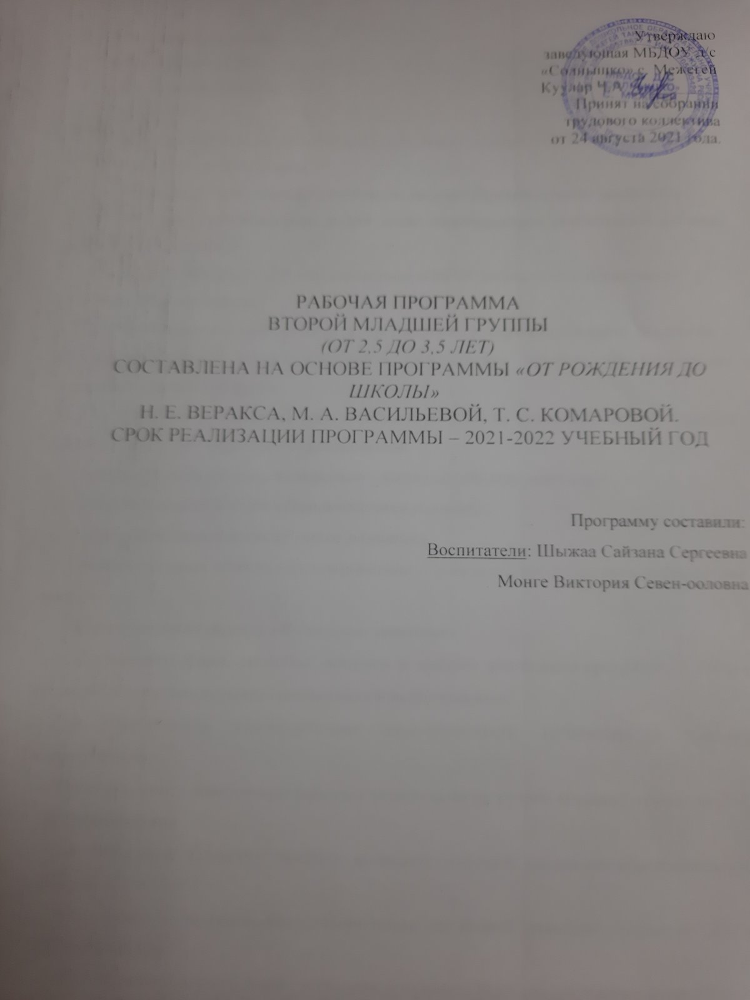 Утверждаю
заведующая МБДОУ д/с
«Солнышко» с. Межегей
Куулар Ч.А.
Принят на собрании
трудового коллектива
от 24 августа 2021 года.
РАБОЧАЯ ПРОГРАММА
ВТОРОЙ МЛАДШЕЙ ГРУППЫ
(ОТ 2,5 ДО 3,5 ЛЕТ)
СОСТАВЛЕНА НА ОСНОВЕ ПРОГРАММЫ «ОТ РОЖДЕНИЯ ДО
ШКОЛЫ»
Н. Е. ВЕРАКСА, М. А. ВАСИЛЬЕВОЙ, Т. С. КОМАРОВОЙ.
СРОК РЕАЛИЗАЦИИ ПРОГРАММЫ – 2021-2022 УЧЕБНЫЙ ГОД
Программу составили:
Воспитатели: Шыжаа Сайзана Сергеевна
Монге Виктория Севен-ооловна